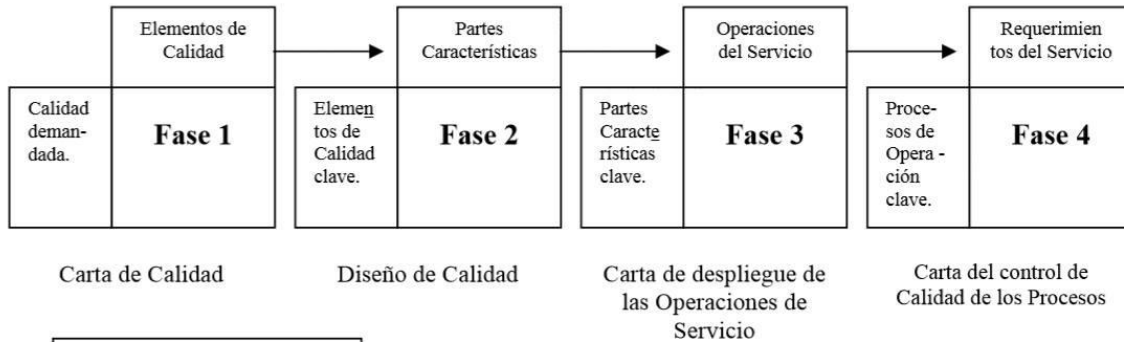 Elementos de
Calidad
Partes
Características
Operaciones
del Servicio
Requerimien
tos del Servicio
Calidad
deman-
dada.
Fase 1
Elemen
tos de
Calidad
clave.
Fase 2
Partes
Caracte
rísticas
clave.
Fase 3
Proce-
sos de
Opera -
ción
clave.
Fase 4
Carta de Calidad
Diseño de Calidad
Carta de despliegue de
las Operaciones de
Servicio
Carta del control de
Calidad de los Procesos